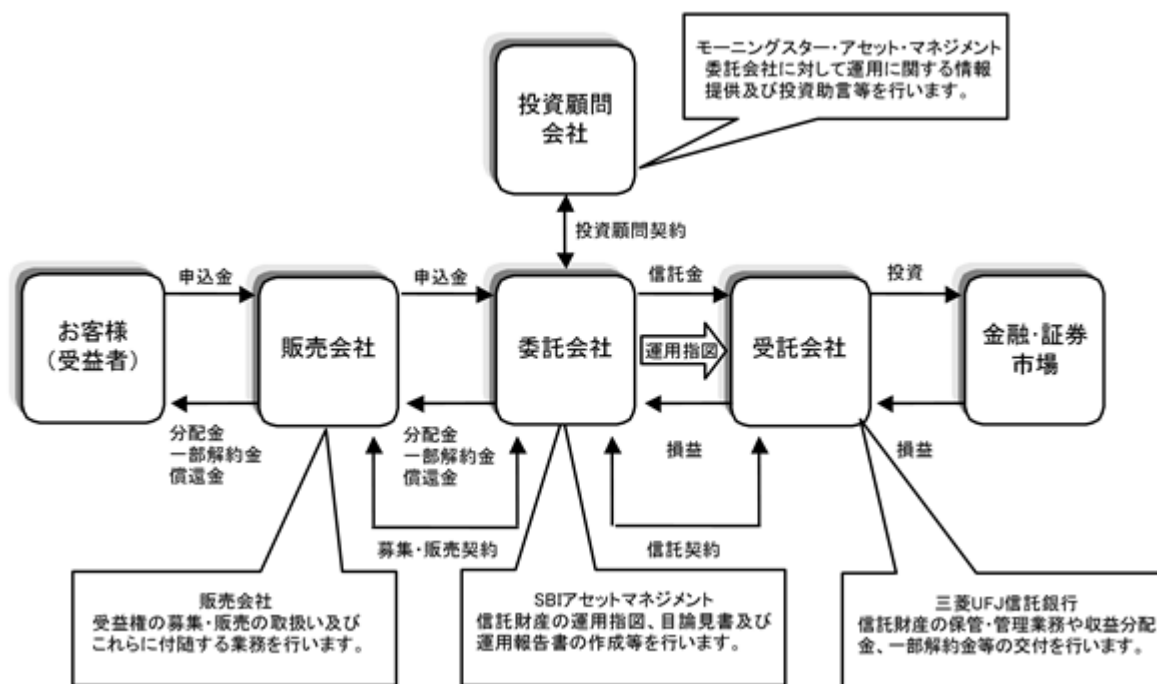 モーニングスター・アセット・マネジメント
委託会社に対して運用に関する情報
提供及び投資助言等を行います。
投資顧問
会社
投資顧問契約
申込金
申込金
信託金
投資
お客様
(受益者)
販売会社
委託会社
運用指図
受託会社
金融・証券
市場
分配金
一部解約金
償還金
分配金
一部解約金
償還金
損益
損益
募集・販売契約
信託契約
販売会社
受益権の募集・販売の取扱い及び
これらに付随する業務を行います。
SBIアセットマネジメント
信託財産の運用指図、目論見書及び
運用報告書の作成等を行います。
三菱UFJ信託銀行
信託財産の保管・管理業務や収益分配
金、一部解約金等の交付を行います。